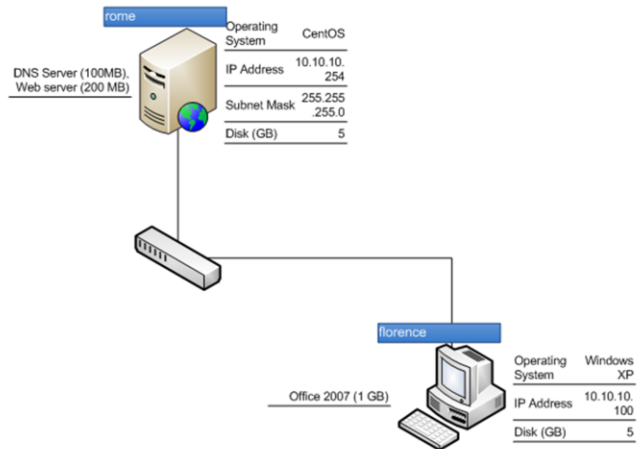 rome
DNS Server (100MB),
Web server (200 MB)
Operating
System
CentOS
IP Address
10.10.10.
254
Subnet Mask
255.255
.255.0
Disk (GB)
5
florence
Office 2007 (1 GB)
Operating
System
Windows
XP
IP Address
10.10.10.
100
Disk (GB)
5